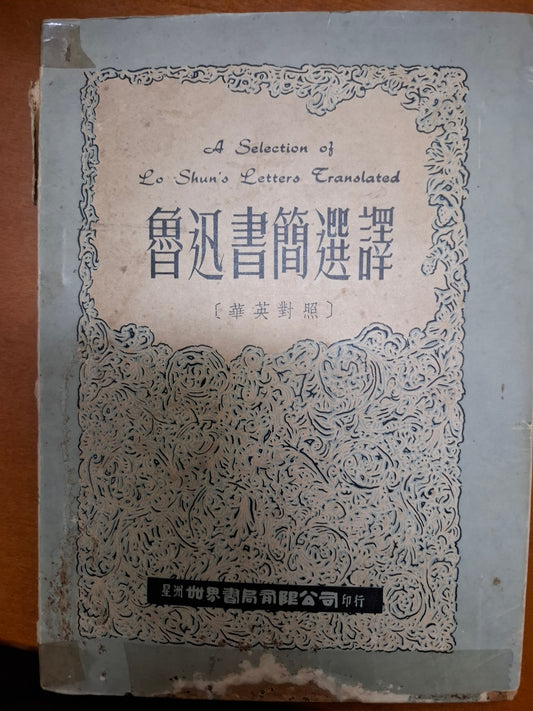 A Selection of
Lo Shun's Letters Translated
魯迅書簡選譯
〔華英對照〕
星洲 世界書局有限公司 印行